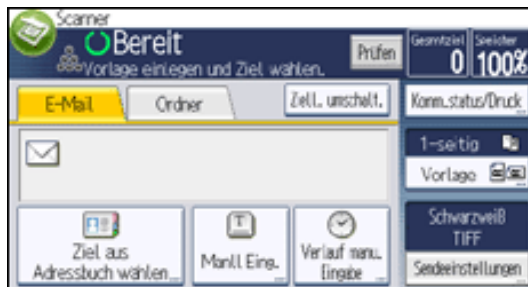 Scanner
Bereit
Vorlage einlegen und Ziel wählen.
Prüfen
Gesamtziel
0
Speicher
100%
E-Mail
Ordner
Zell. umschalt.
Komm.status/Druck
1-seitig
Vorlage
Ziel aus
Adressbuch wählen
Manll Eing.
Verlauf manu.
Eingabe
Schwarzweiß
TIFF
Sendeeinstellungen